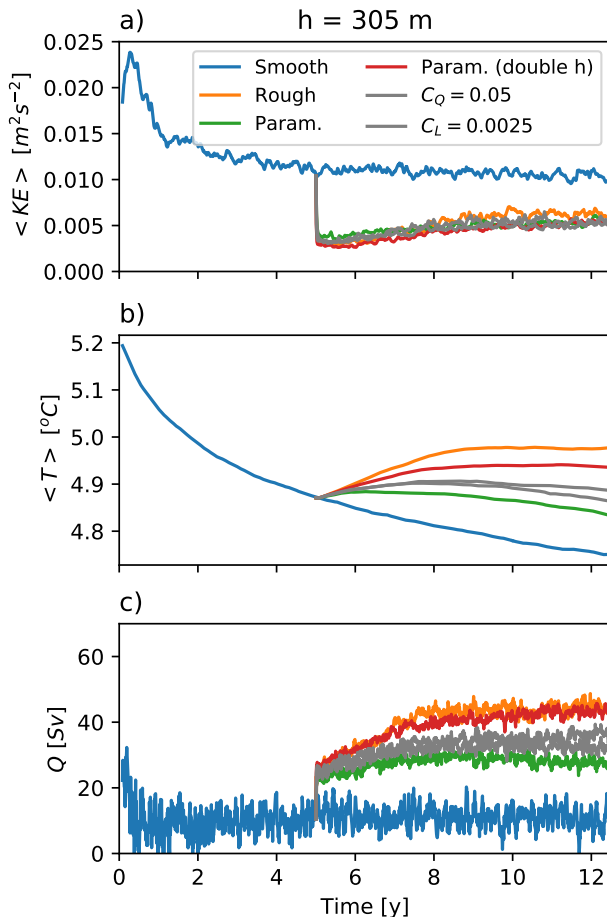 a)
h = 305 m
0.025
0.020
0.015
0.010
0.005
0.000
< KE > [m²s⁻²]
Smooth
Rough
Param.
Param. (double h)
C_Q = 0.05
C_L = 0.0025
b)
5.2
5.1
5.0
4.9
4.8
< T > [°C]
c)
60
40
20
0
Q [Sv]
0 2 4 6 8 10 12
Time [y]